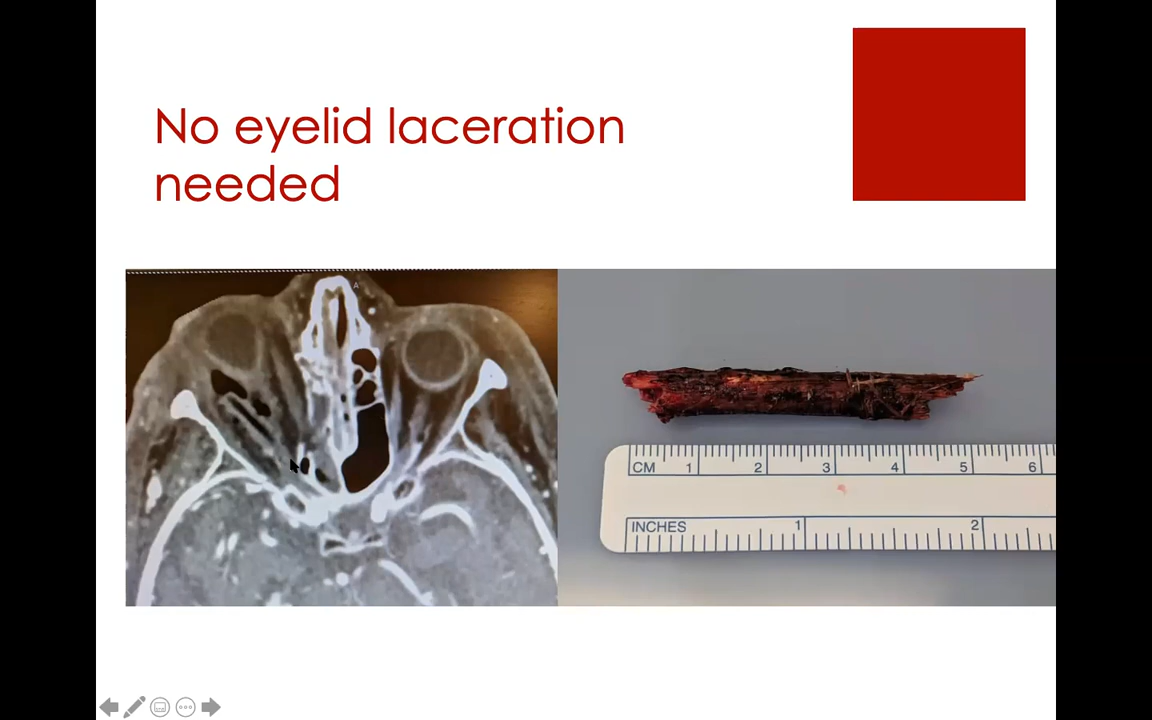 No eyelid laceration
needed
A
CM 1 2 3 4 5 6
INCHES 1 2